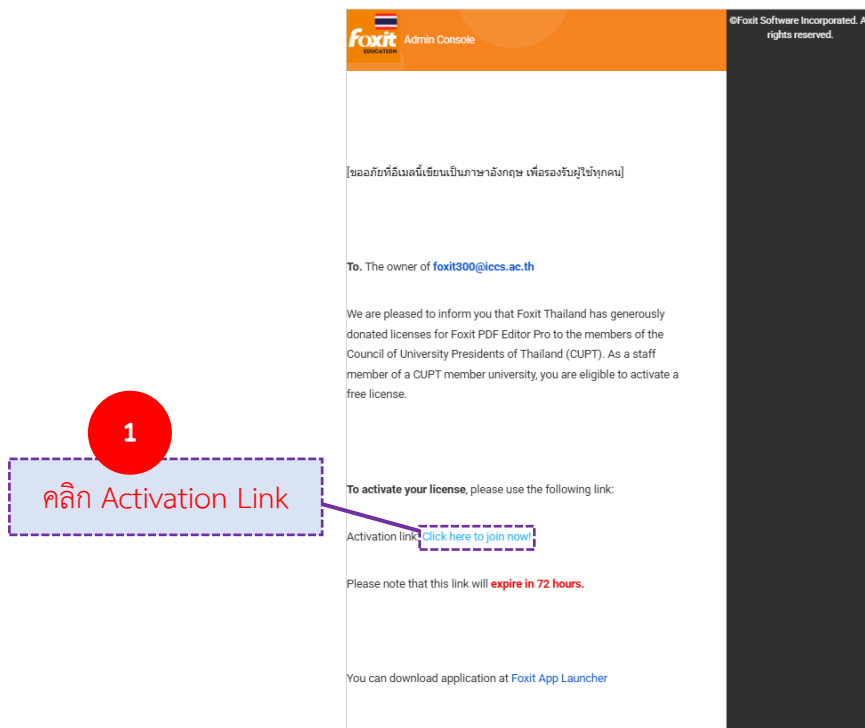 Foxit
EDUCATION
Admin Console
©Foxit Software Incorporated. A
rights reserved.
[ขออภัยที่อีเมลนี้เขียนเป็นภาษาอังกฤษ เพื่อรองรับผู้ใช้ทุกคน]
To. The owner of foxit300@iccs.ac.th
We are pleased to inform you that Foxit Thailand has generously
donated licenses for Foxit PDF Editor Pro to the members of the
Council of University Presidents of Thailand (CUPT). As a staff
member of a CUPT member university, you are eligible to activate a
free license.
1
คลิก Activation Link
To activate your license, please use the following link:
Activation link: Click here to join now!
Please note that this link will expire in 72 hours.
You can download application at Foxit App Launcher